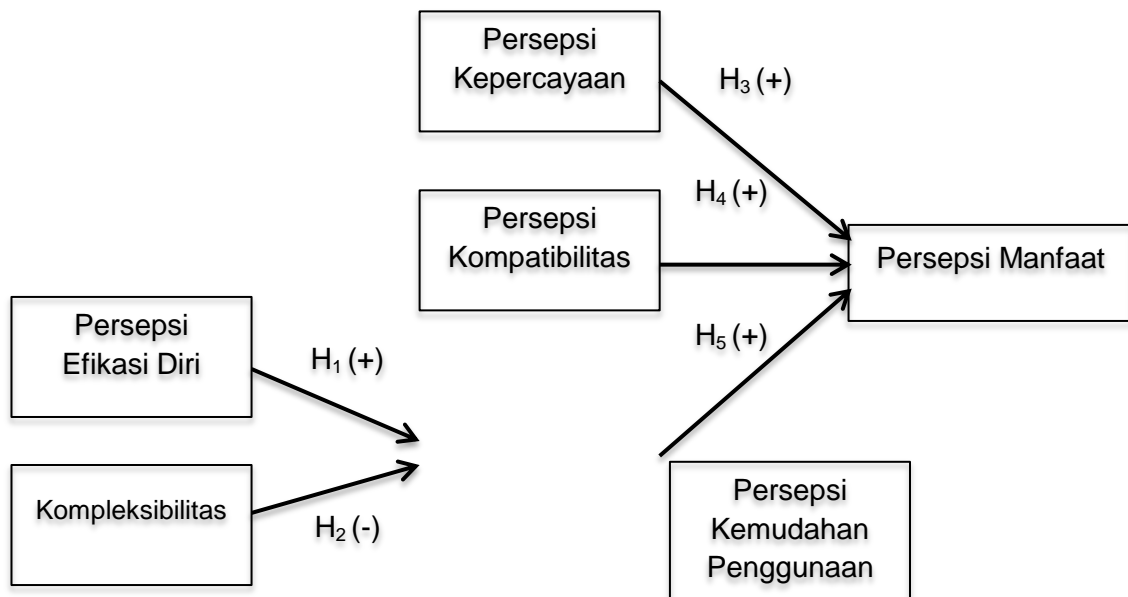 Persepsi
Kepercayaan
H₃ (+)
Persepsi
Kompatibilitas
H₄ (+)
Persepsi Manfaat
Persepsi
Efikasi Diri
H₁ (+)
H₅ (+)
Kompleksibilitas
H₂ (-)
Persepsi
Kemudahan
Penggunaan